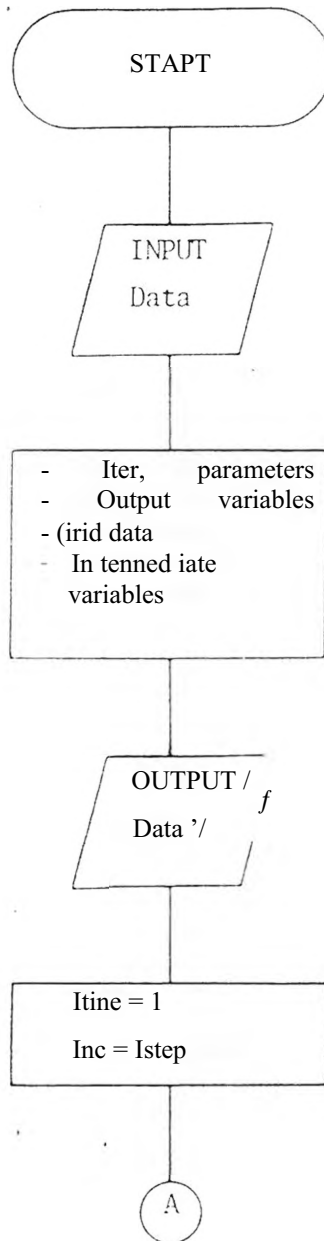 STAPT
INPUT
Data
- Iter, parameters
- Output variables
- (irid data
- In tenned iate
variables
OUTPUT / f
Data ’/
Itine = 1
Inc = Istep
A